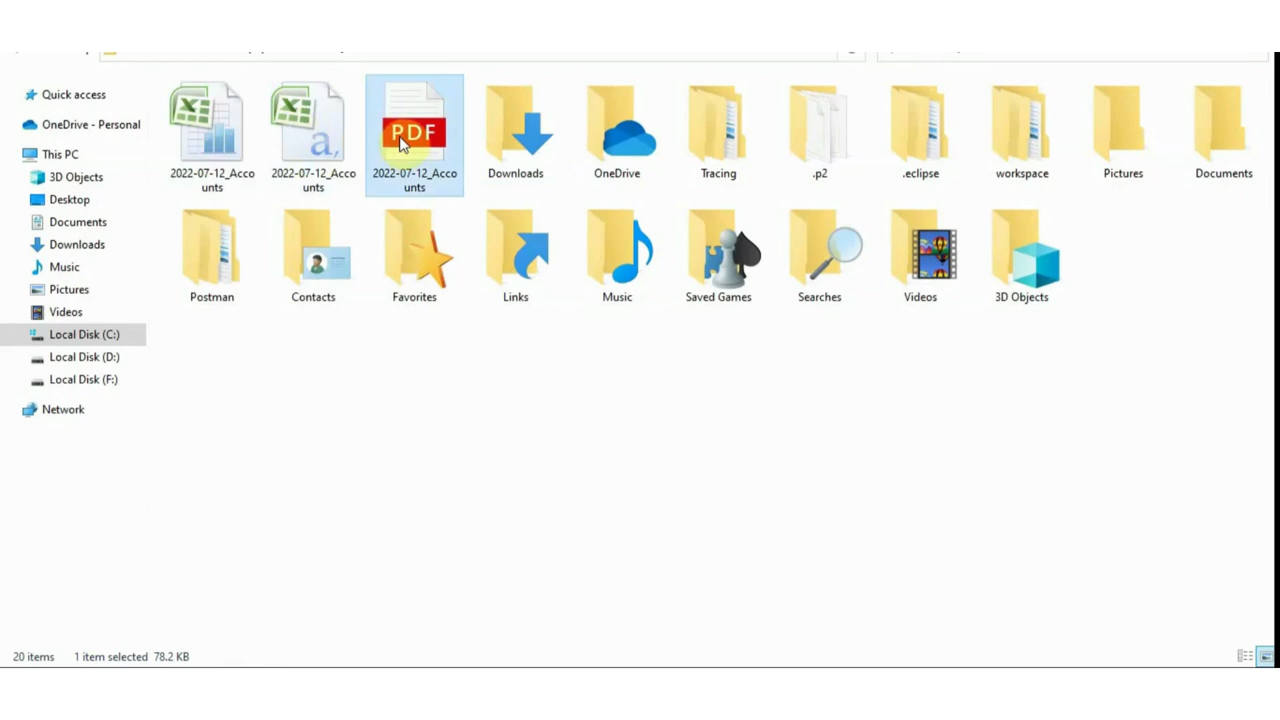 Quick access
OneDrive - Personal
This PC
3D Objects
Desktop
Documents
Downloads
Music
Pictures
Videos
Local Disk (C:)
Local Disk (D:)
Local Disk (F:)
Network
2022-07-12_Acco
unts
a,
2022-07-12_Acco
unts
PDF
2022-07-12_Acco
unts
Downloads
OneDrive
Tracing
.p2
.eclipse
workspace
Pictures
Documents
Postman
Contacts
Favorites
Links
Music
Saved Games
Searches
Videos
3D Objects
20 items
1 item selected 78.2 KB